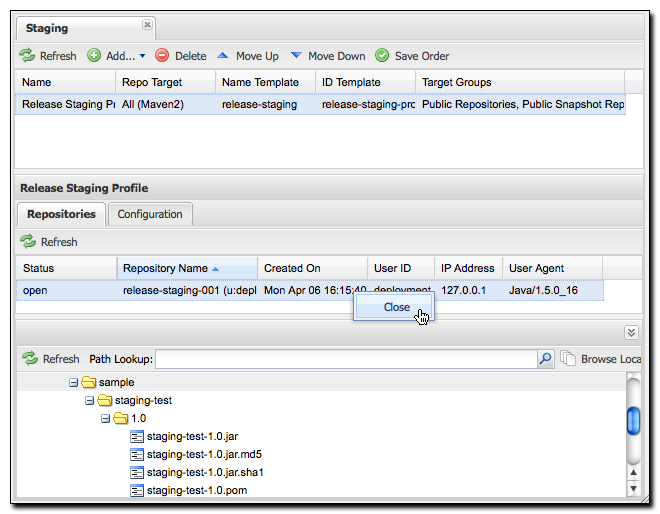 Staging
Refresh Add... Delete Move Up Move Down Save Order
Name Repo Target Name Template ID Template Target Groups
Release Staging Pr All (Maven2) release-staging release-staging-prc Public Repositories, Public Snapshot Rep
Release Staging Profile
Repositories Configuration
Refresh
Status Repository Name Created On User ID IP Address User Agent
open release-staging-001 (u:depl Mon Apr 06 16:15:40 deployment 127.0.0.1 Java/1.5.0_16
Close
Refresh Path Lookup: Browse Loca
sample
staging-test
1.0
staging-test-1.0.jar
staging-test-1.0.jar.md5
staging-test-1.0.jar.sha1
staging-test-1.0.pom